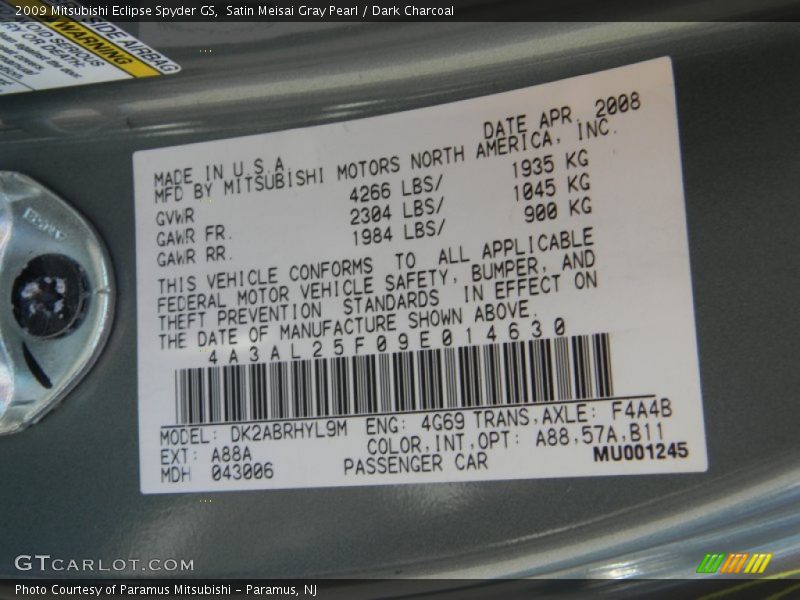 2009 Mitsubishi Eclipse Spyder GS, Satin Meisai Gray Pearl / Dark Charcoal
SIDE AIRBAG
WARNING
DATE APR. 2008
MADE IN U.S.A
MFD BY MITSUBISHI MOTORS NORTH AMERICA, INC.
GVWR 4266 LBS/ 1935 KG
GAWR FR. 2304 LBS/ 1045 KG
GAWR RR. 1984 LBS/ 900 KG
THIS VEHICLE CONFORMS TO ALL APPLICABLE
FEDERAL MOTOR VEHICLE SAFETY, BUMPER, AND
THEFT PREVENTION STANDARDS IN EFFECT ON
THE DATE OF MANUFACTURE SHOWN ABOVE.
4A3AL25F09E014630
MODEL: DK2ABRHYL9M ENG: 4G69 TRANS,AXLE: F4A4B
EXT: A88A COLOR,INT,OPT: A88,57A,B11
MDH 043006 PASSENGER CAR MU001245
GTCARLOT.COM
Photo Courtesy of Paramus Mitsubishi - Paramus, NJ